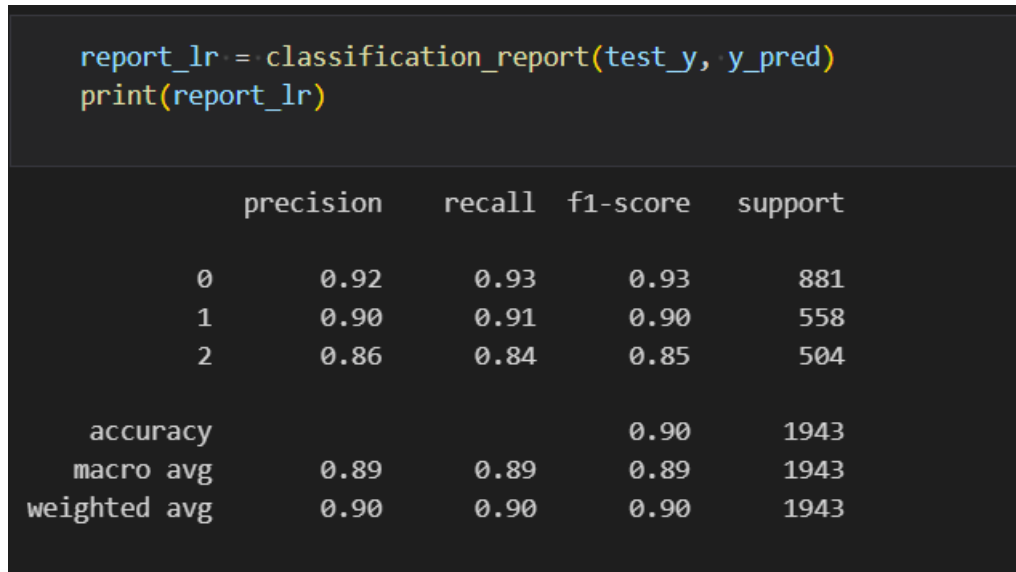 report_lr = classification_report(test_y, y_pred)
print(report_lr)
precision recall f1-score support
0 0.92 0.93 0.93 881
1 0.90 0.91 0.90 558
2 0.86 0.84 0.85 504
accuracy 0.90 1943
macro avg 0.89 0.89 0.89 1943
weighted avg 0.90 0.90 0.90 1943